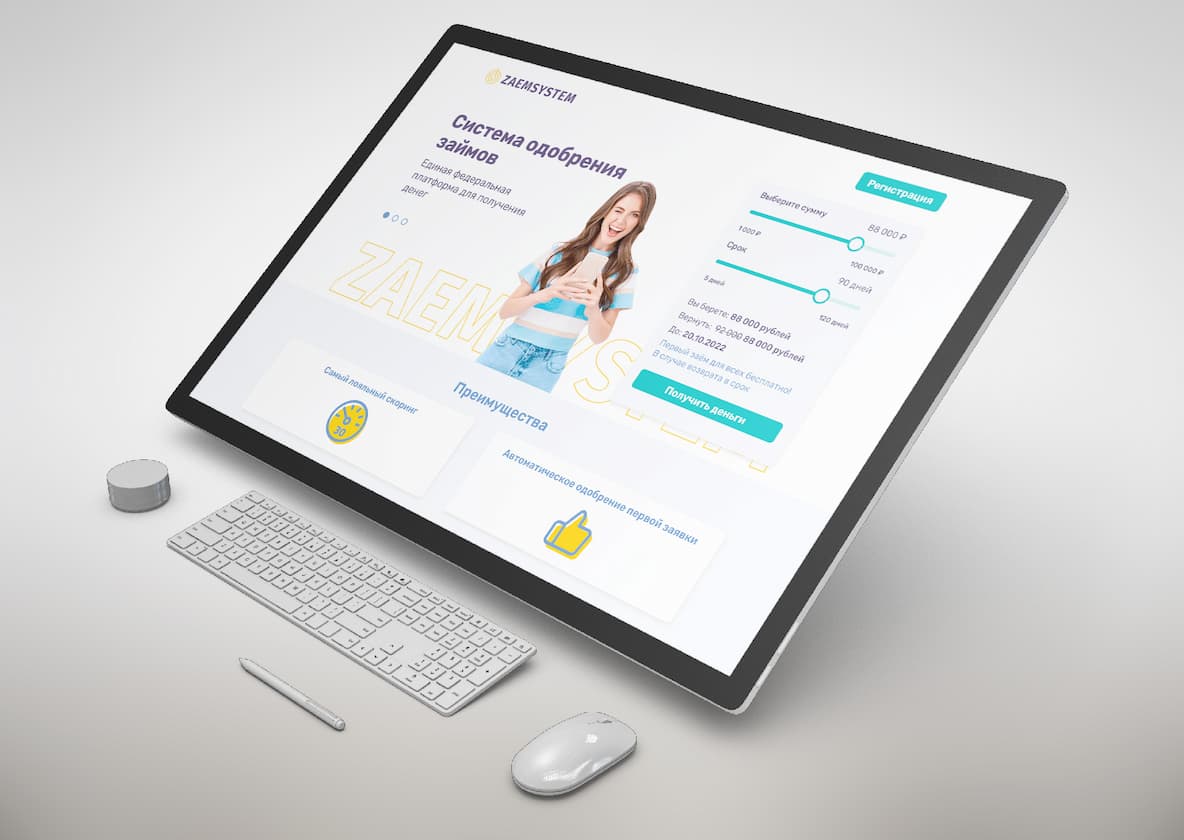 ZAEMSYSTEM
Система одобрения
займов
Единая федеральная
платформа для получения
денег
Регистрация
Выберите сумму
88 000 ₽
1 000 ₽
100 000 ₽
Срок
90 дней
5 дней
120 дней
Вы берете: 88 000 рублей
Вернуть: 92 000 88 000 рублей
До: 20.10.2022
Первый заём для всех бесплатно!
В случае возврата в срок
Получить деньги
ZAEMSYSTEM
Преимущества
Самый лояльный скоринг
30
Автоматическое одобрение первой заявки